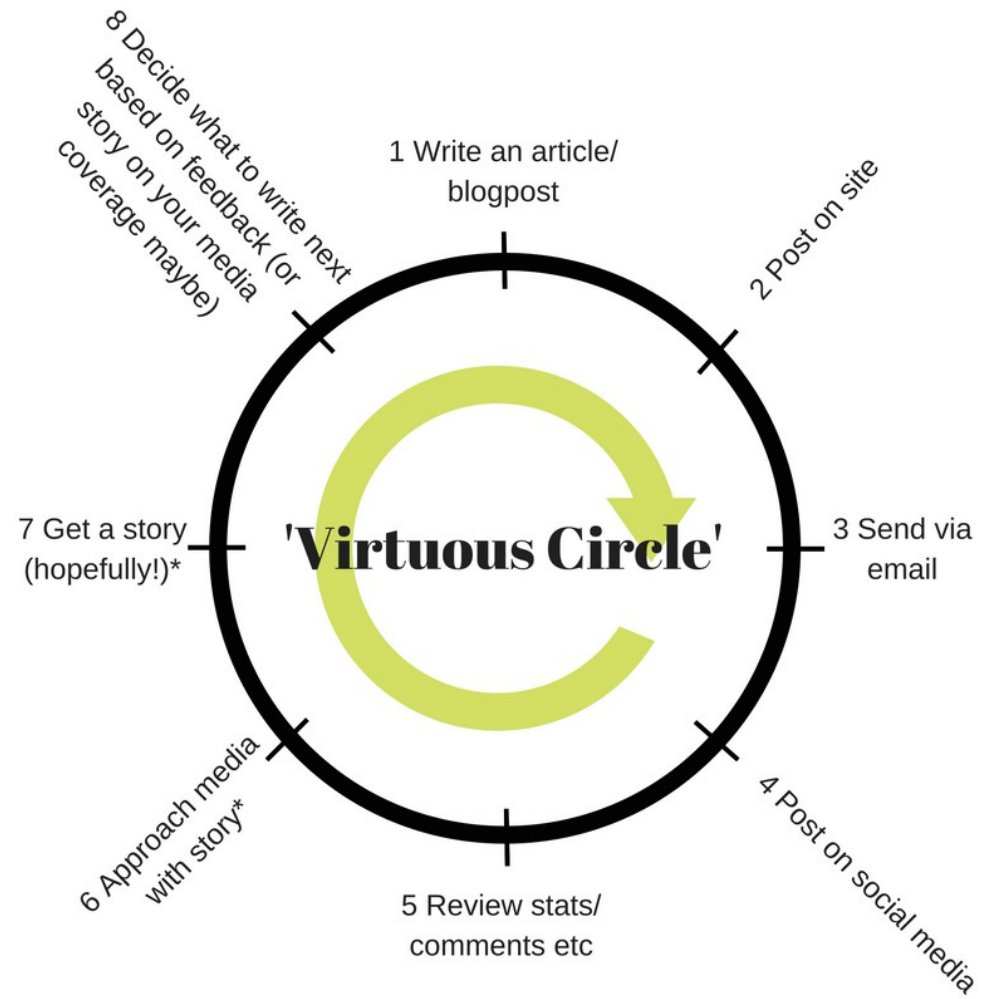 1 Write an article/
blogpost
2 Post on site
3 Send via
email
4 Post on social media
5 Review stats/
comments etc
6 Approach media
with story*
7 Get a story
(hopefully!)*
8 Decide what to write next
based on feedback (or
story on your media
coverage maybe)
'Virtuous Circle'